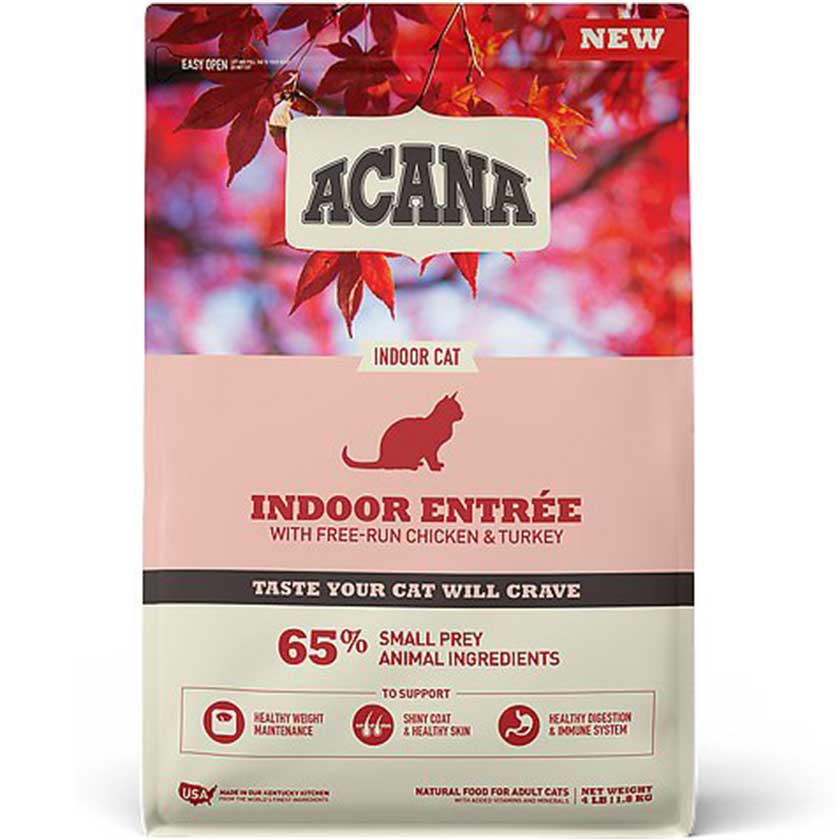 NEW
EASY OPEN
ACANA
INDOOR CAT
INDOOR ENTRÉE
WITH FREE-RUN CHICKEN & TURKEY
TASTE YOUR CAT WILL CRAVE
65% SMALL PREY
ANIMAL INGREDIENTS
TO SUPPORT
HEALTHY WEIGHT
MAINTENANCE
SHINY COAT
& HEALTHY SKIN
HEALTHY DIGESTION
& IMMUNE SYSTEM
USA
MADE IN OUR KENTUCKY KITCHEN
FROM THE WORLD'S FINEST INGREDIENTS
NATURAL FOOD FOR ADULT CATS
WITH ADDED VITAMINS AND MINERALS
NET WEIGHT
4 LB | 1.8 KG